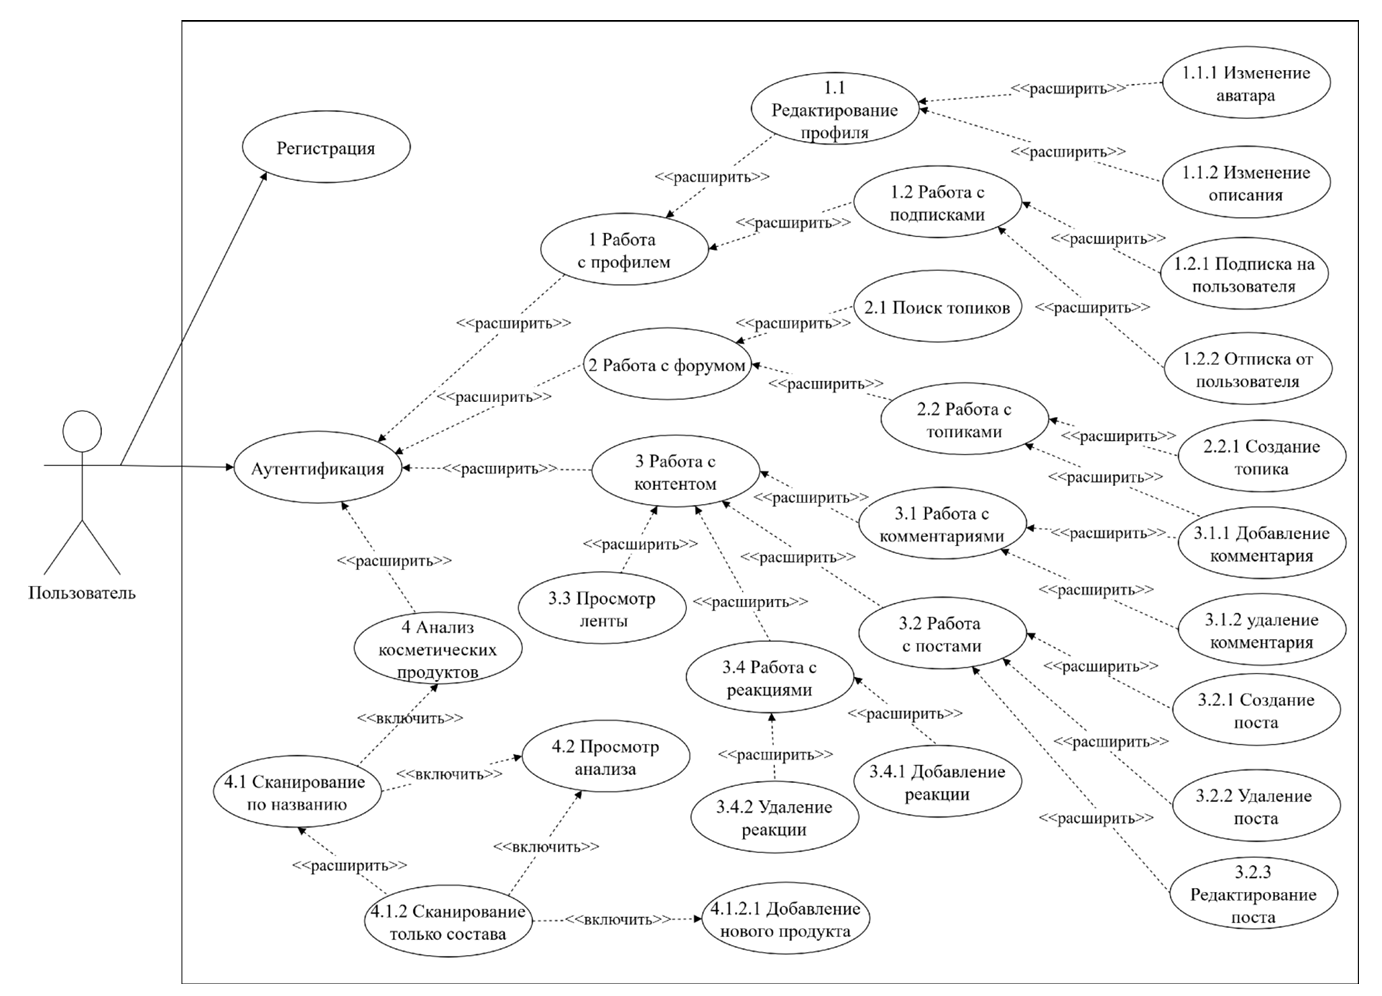 1.1
Редактирование
профиля
<<расширить>>
1.1.1 Изменение
аватара
Регистрация
<<расширить>>
1.1.2 Изменение
описания
<<расширить>>
1.2 Работа с
подписками
<<расширить>>
1 Работа
с профилем
<<расширить>>
1.2.1 Подписка на
пользователя
<<расширить>>
2.1 Поиск топиков
<<расширить>>
<<расширить>>
2 Работа с форумом
1.2.2 Отписка от
пользователя
<<расширить>>
<<расширить>>
2.2 Работа с
топиками
<<расширить>>
2.2.1 Создание
топика
Аутентификация
<<расширить>>
3 Работа с
контентом
<<расширить>>
<<расширить>>
3.1 Работа с
комментариями
<<расширить>>
3.1.1 Добавление
комментария
<<расширить>>
<<расширить>>
<<расширить>>
Пользователь
3.3 Просмотр
ленты
<<расширить>>
<<расширить>>
3.1.2 удаление
комментария
4 Анализ
косметических
продуктов
3.2 Работа
с постами
3.4 Работа с
реакциями
<<расширить>>
3.2.1 Создание
поста
<<включить>>
<<расширить>>
<<расширить>>
4.2 Просмотр
анализа
<<расширить>>
4.1 Сканирование
по названию
<<включить>>
3.4.1 Добавление
реакции
3.4.2 Удаление
реакции
3.2.2 Удаление
поста
<<расширить>>
<<включить>>
<<расширить>>
3.2.3
Редактирование
поста
4.1.2 Сканирование
только состава
<<включить>>
4.1.2.1 Добавление
нового продукта